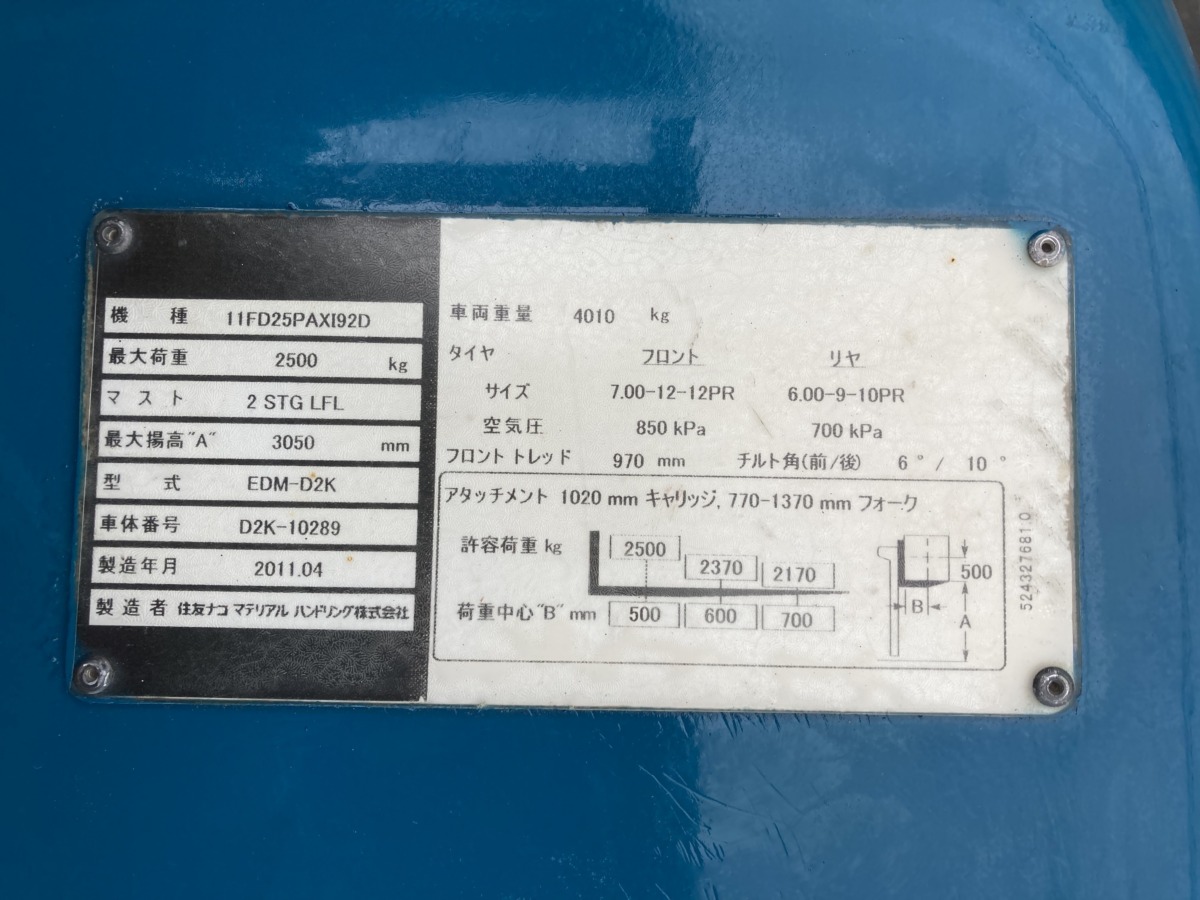 機種 11FD25PAXI92D
最大荷重 2500 kg
マスト 2 STG LFL
最大揚高"A" 3050 mm
型式 EDM-D2K
車体番号 D2K-10289
製造年月 2011.04
製造者 住友ナコ マテリアル ハンドリング株式会社
車両重量 4010 kg
タイヤ フロント リヤ
サイズ 7.00-12-12PR 6.00-9-10PR
空気圧 850 kPa 700 kPa
フロント トレッド 970 mm チルト角(前/後) 6° / 10°
アタッチメント 1020 mm キャリッジ, 770-1370 mm フォーク
許容荷重 kg 2500 2370 2170
荷重中心"B" mm 500 600 700
500
B
A
5243276810